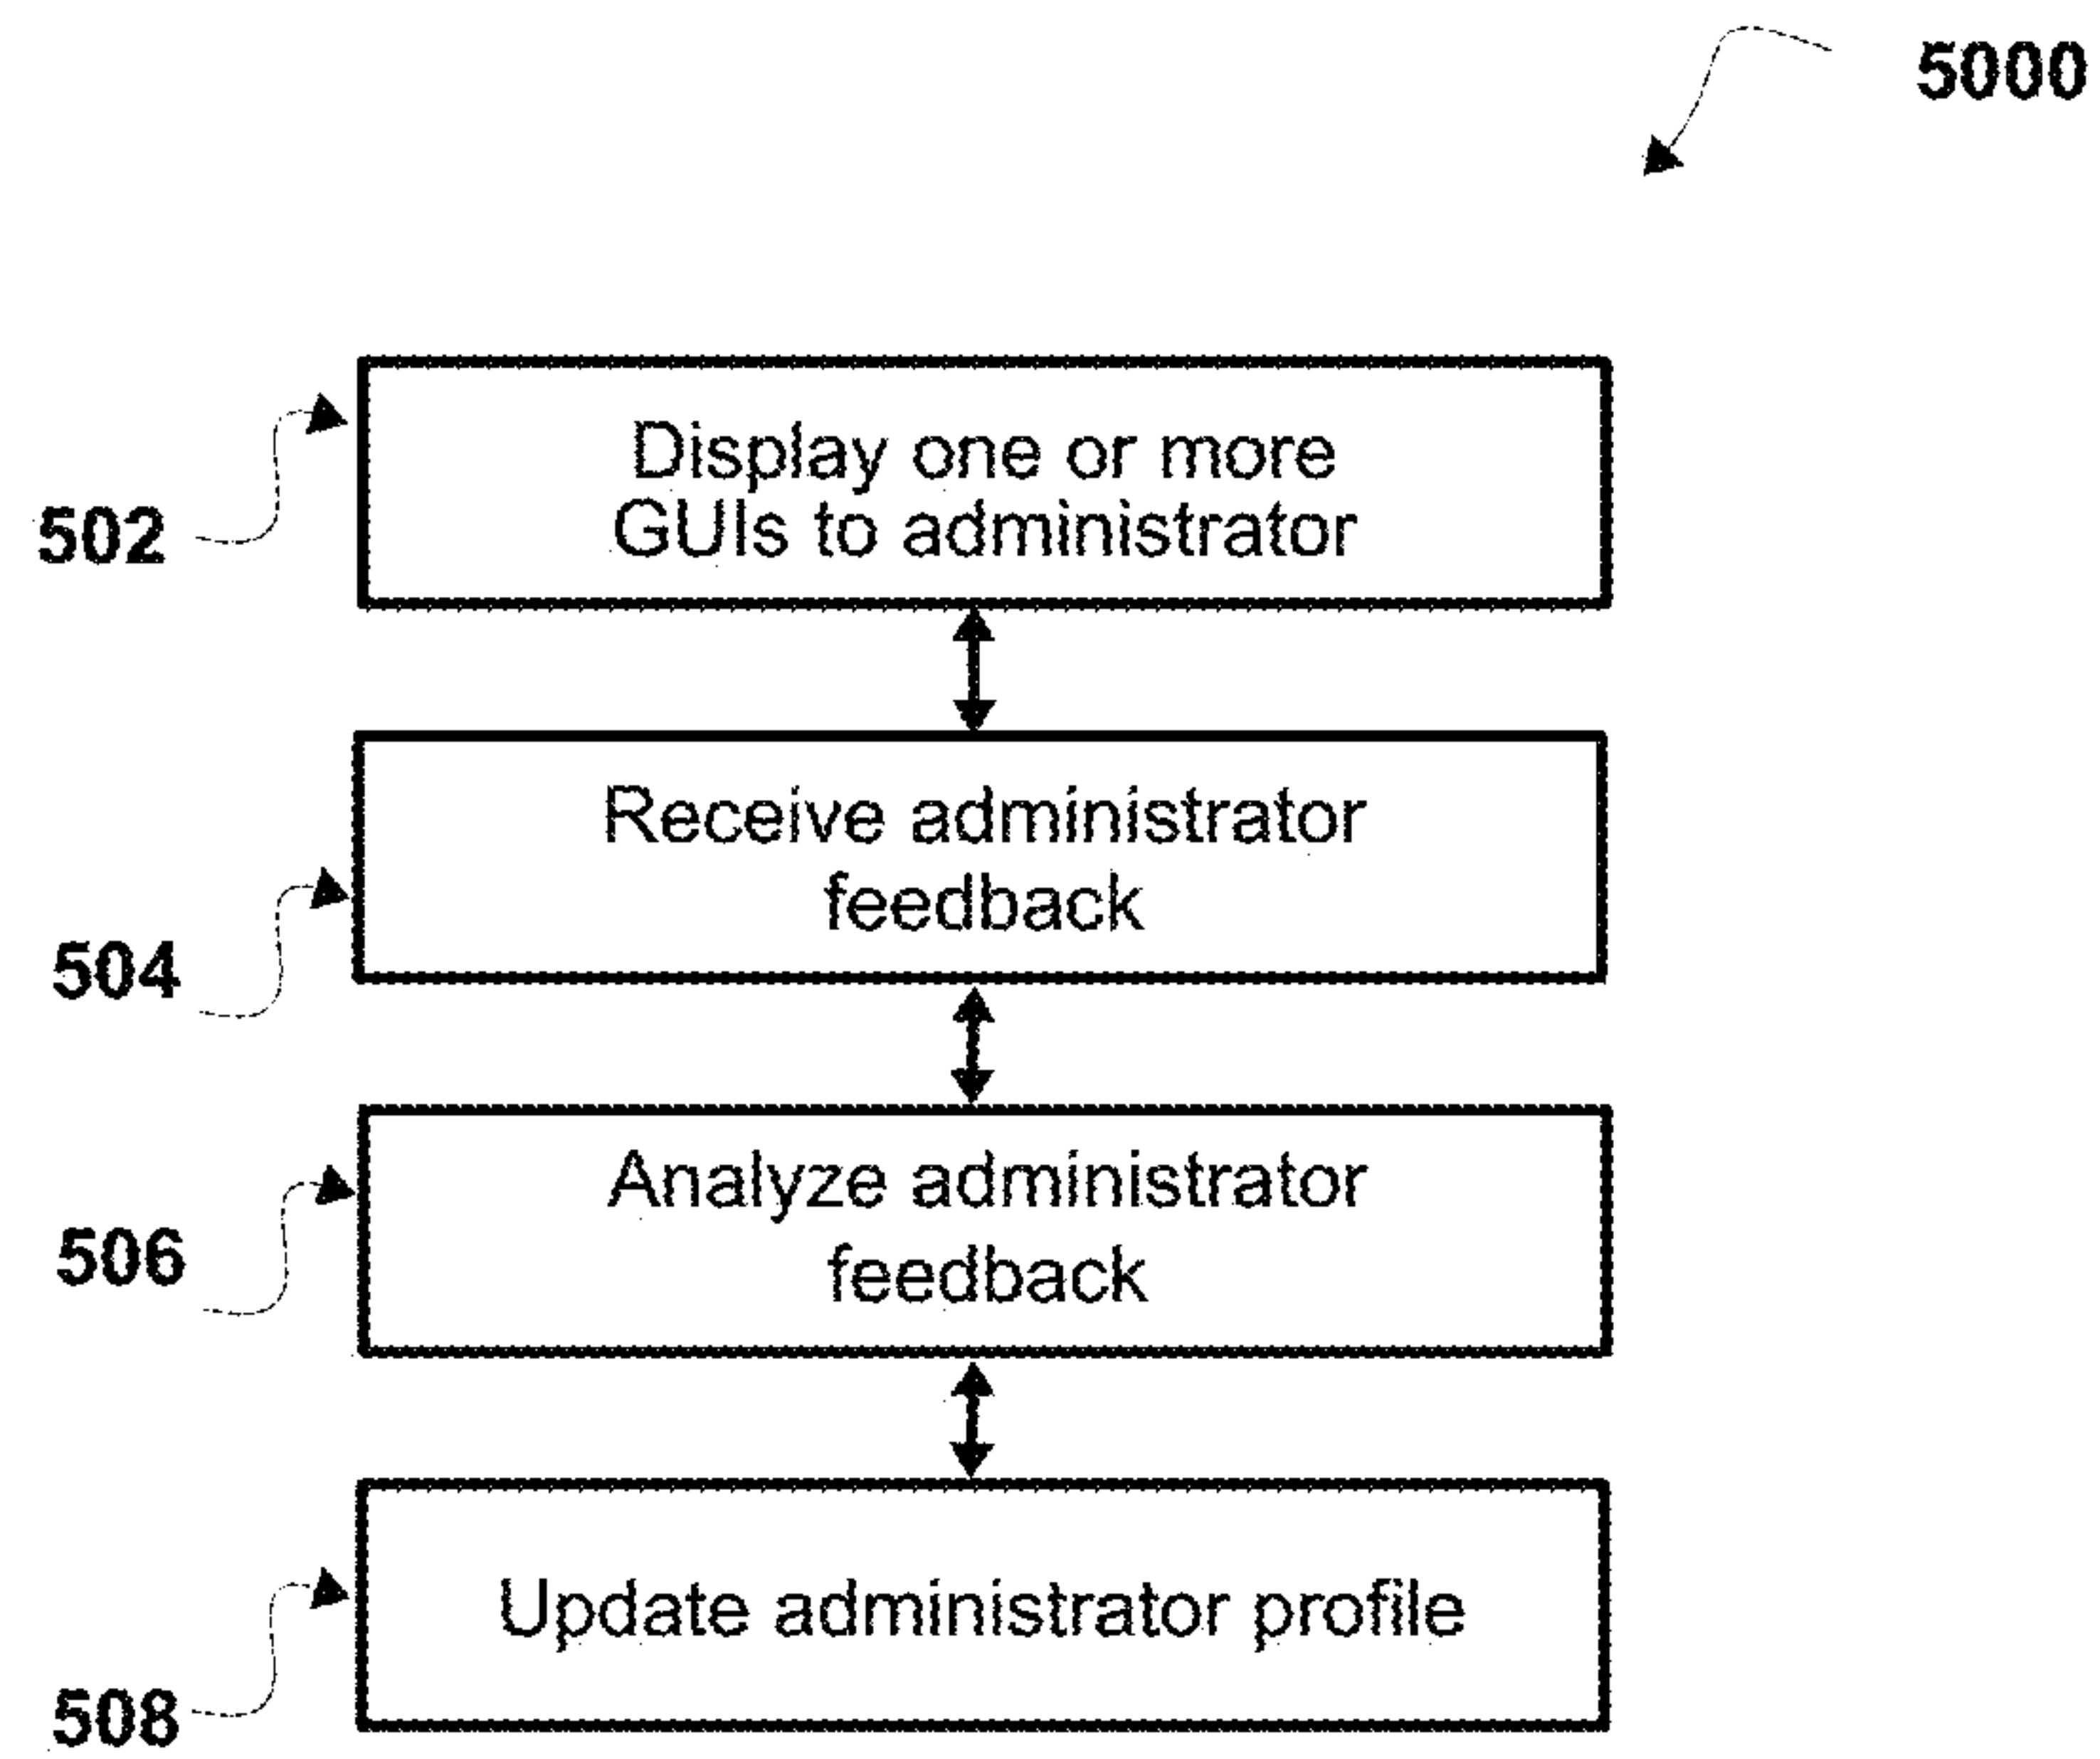 5000
Display one or more
GUIs to administrator
502
Receive administrator
feedback
504
Analyze administrator
feedback
506
Update administrator profile
508